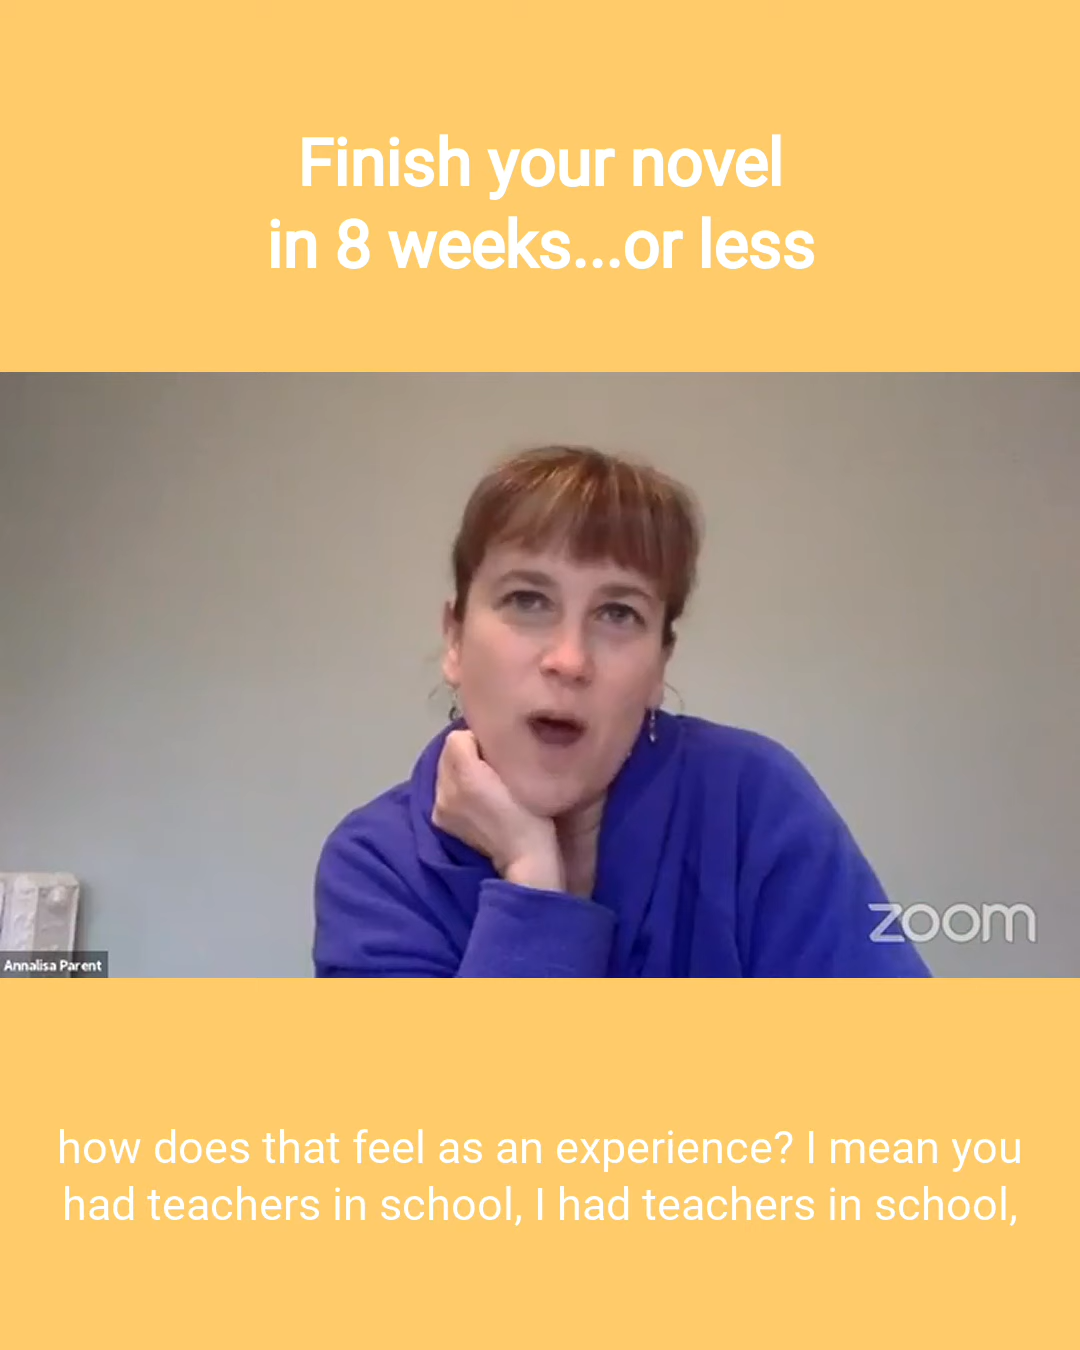 Finish your novel
in 8 weeks...or less
zoom
Annalisa Parent
how does that feel as an experience? I mean you
had teachers in school, I had teachers in school,